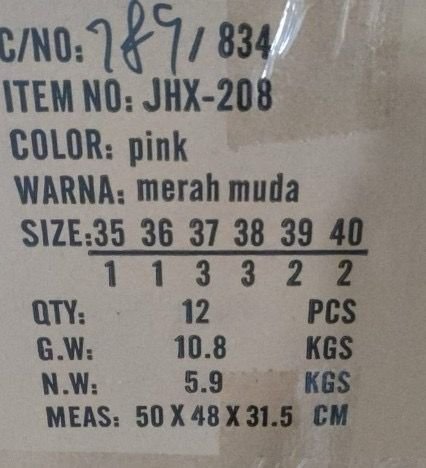 C/NO: 789 / 834
ITEM NO: JHX-208
COLOR: pink
WARNA: merah muda
SIZE: 35 36 37 38 39 40
1 1 3 3 2 2
QTY: 12 PCS
G.W: 10.8 KGS
N.W: 5.9 KGS
MEAS: 50 X 48 X 31.5 CM